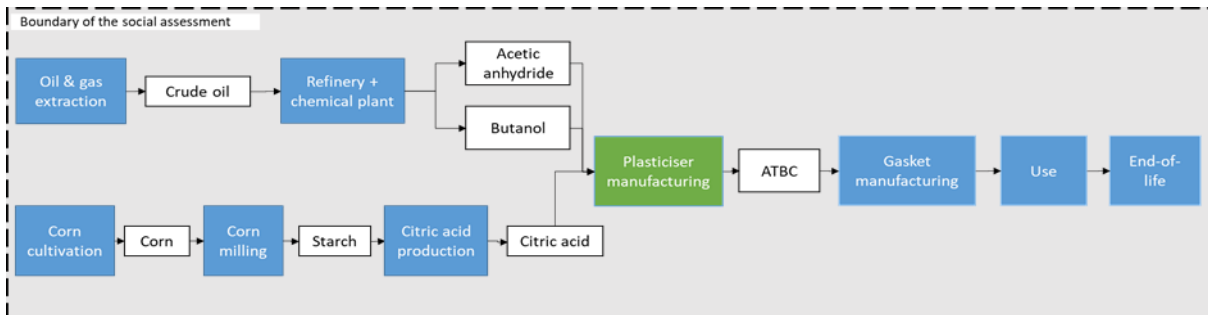 Boundary of the social assessment
Oil & gas
extraction
Crude oil
Refinery +
chemical plant
Acetic
anhydride
Butanol
Plasticiser
manufacturing
ATBC
Gasket
manufacturing
Use
End-of-
life
Corn
cultivation
Corn
Corn
milling
Starch
Citric acid
production
Citric acid